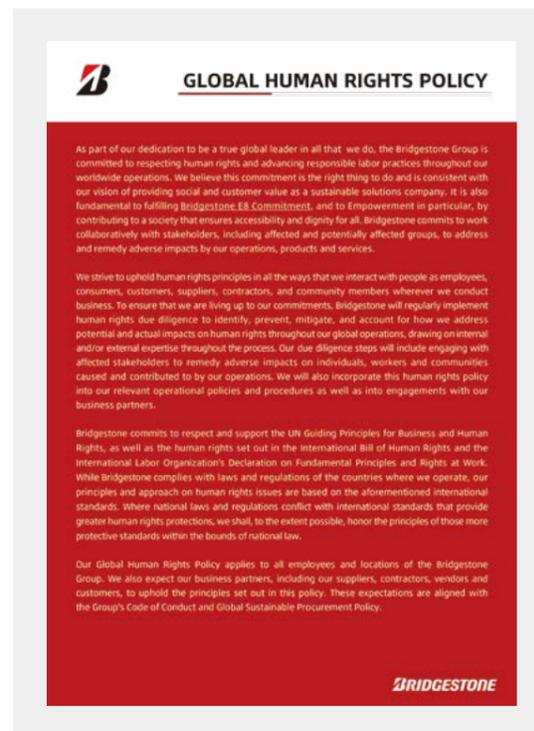 GLOBAL HUMAN RIGHTS POLICY
As part of our dedication to be a true global leader in all that we do, the Bridgestone Group is
committed to respecting human rights and advancing responsible labor practices throughout our
worldwide operations. We believe this commitment is the right thing to do and is consistent with
our vision of providing social and customer value as a sustainable solutions company. It is also
fundamental to fulfilling Bridgestone E8 Commitment, and to Empowerment in particular, by
contributing to a society that ensures accessibility and dignity for all. Bridgestone commits to work
collaboratively with stakeholders, including affected and potentially affected groups, to address
and remedy adverse impacts by our operations, products and services.
We strive to uphold human rights principles in all the ways that we interact with people as employees,
consumers, customers, suppliers, contractors, and community members wherever we conduct
business. To ensure that we are living up to our commitments, Bridgestone will regularly implement
human rights due diligence to identify, prevent, mitigate, and account for how we address
potential and actual impacts on human rights throughout our global operations, drawing on internal
and/or external expertise throughout the process. Our due diligence steps will include engaging with
affected stakeholders to remedy adverse impacts on individuals, workers and communities
caused and contributed to by our operations. We will also incorporate this human rights policy
into our relevant operational policies and procedures as well as into engagements with our
business partners.
Bridgestone commits to respect and support the UN Guiding Principles for Business and Human
Rights, as well as the human rights set out in the International Bill of Human Rights and the
International Labor Organization's Declaration on Fundamental Principles and Rights at Work.
While Bridgestone complies with laws and regulations of the countries where we operate, our
principles and approach on human rights issues are based on the aforementioned international
standards. Where national laws and regulations conflict with international standards that provide
greater human rights protections, we shall, to the extent possible, honor the principles of those more
protective standards within the bounds of national law.
Our Global Human Rights Policy applies to all employees and locations of the Bridgestone
Group. We also expect our business partners, including our suppliers, contractors, vendors and
customers, to uphold the principles set out in this policy. These expectations are aligned with
the Group's Code of Conduct and Global Sustainable Procurement Policy.
BRIDGESTONE